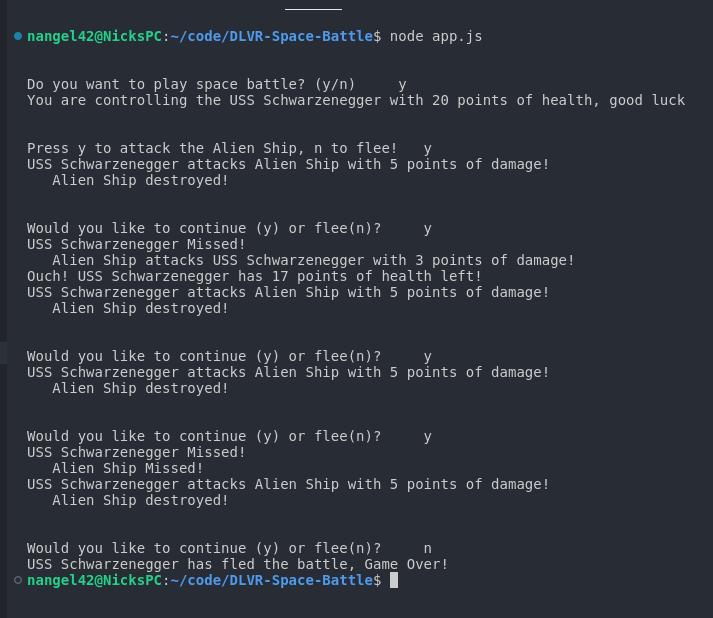 nangel42@NicksPC:~/code/DLVR-Space-Battle$ node app.js
Do you want to play space battle? (y/n)     y
You are controlling the USS Schwarzenegger with 20 points of health, good luck
Press y to attack the Alien Ship, n to flee!   y
USS Schwarzenegger attacks Alien Ship with 5 points of damage!
   Alien Ship destroyed!
Would you like to continue (y) or flee(n)?     y
USS Schwarzenegger Missed!
   Alien Ship attacks USS Schwarzenegger with 3 points of damage!
Ouch! USS Schwarzenegger has 17 points of health left!
USS Schwarzenegger attacks Alien Ship with 5 points of damage!
   Alien Ship destroyed!
Would you like to continue (y) or flee(n)?     y
USS Schwarzenegger attacks Alien Ship with 5 points of damage!
   Alien Ship destroyed!
Would you like to continue (y) or flee(n)?     y
USS Schwarzenegger Missed!
   Alien Ship Missed!
USS Schwarzenegger attacks Alien Ship with 5 points of damage!
   Alien Ship destroyed!
Would you like to continue (y) or flee(n)?     n
USS Schwarzenegger has fled the battle, Game Over!
nangel42@NicksPC:~/code/DLVR-Space-Battle$